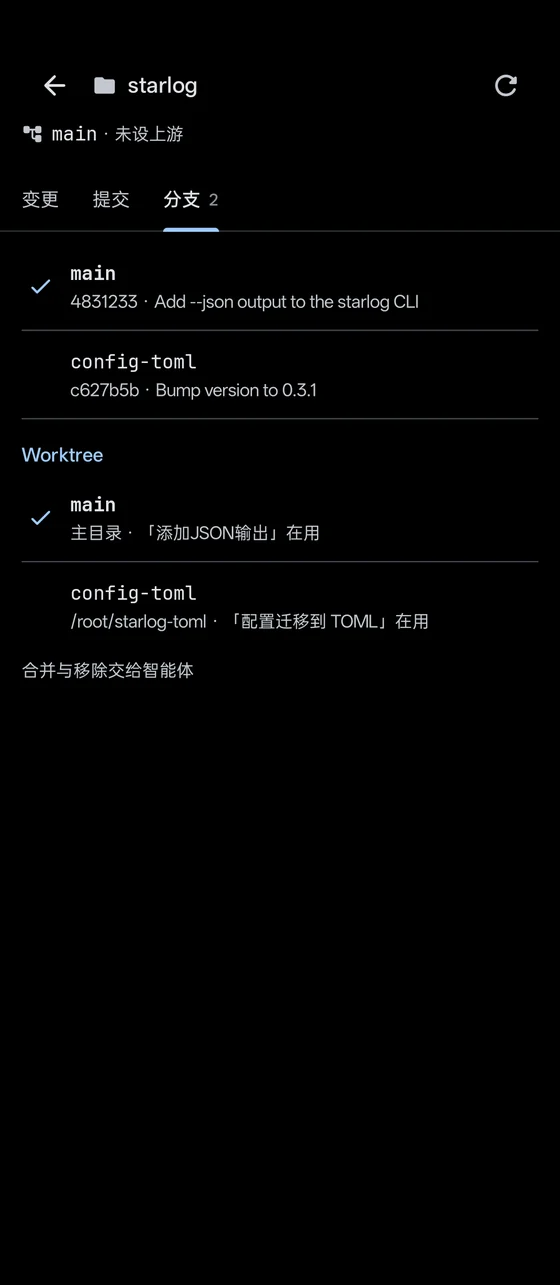 starlog
main · 未设上游
变更 提交 分支 2
main
4831233 · Add --json output to the starlog CLI
config-toml
c627b5b · Bump version to 0.3.1
Worktree
main
主目录 · 「添加JSON输出」在用
config-toml
/root/starlog-toml · 「配置迁移到 TOML」在用
合并与移除交给智能体